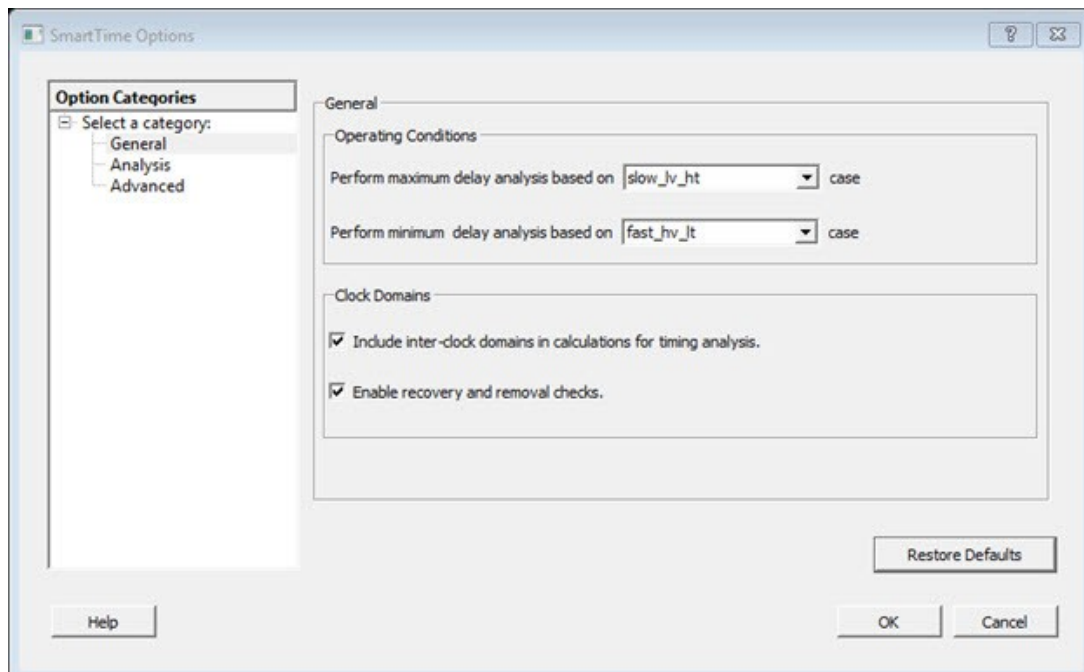 SmartTime Options
Option Categories
Select a category:
General
Analysis
Advanced
General
Operating Conditions
Perform maximum delay analysis based on slow_lv_ht case
Perform minimum delay analysis based on fast_hv_lt case
Clock Domains
Include inter-clock domains in calculations for timing analysis.
Enable recovery and removal checks.
Restore Defaults
Help OK Cancel